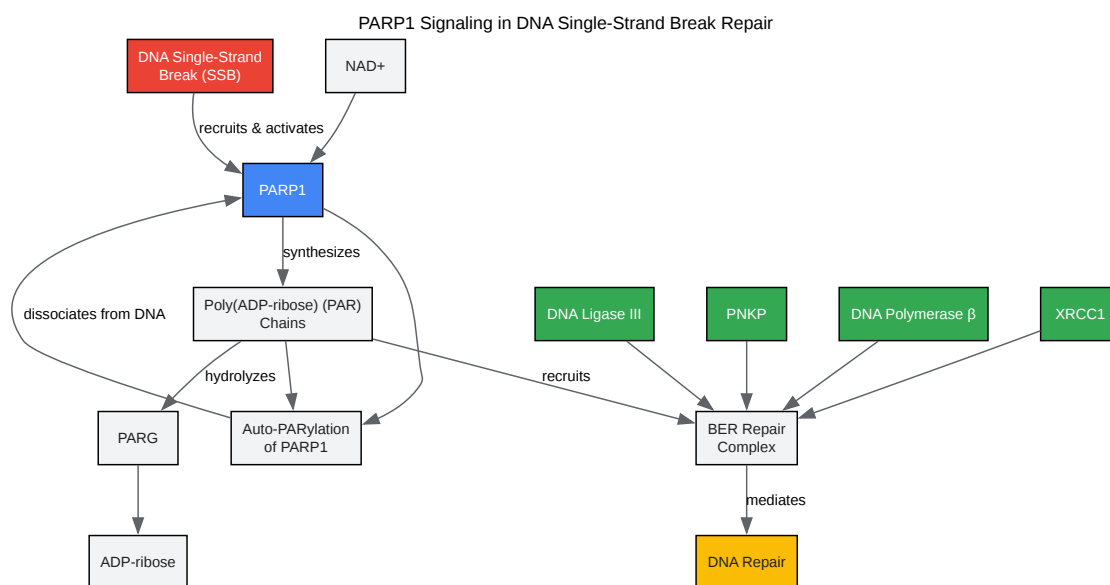 PARP1 Signaling in DNA Single-Strand Break Repair
DNA Single-Strand
Break (SSB)
NAD+
recruits & activates
PARP1
synthesizes
dissociates from DNA
Poly(ADP-ribose) (PAR)
Chains
DNA Ligase III
PNKP
DNA Polymerase β
XRCC1
hydrolyzes
recruits
PARG
Auto-PARylation
of PARP1
BER Repair
Complex
mediates
ADP-ribose
DNA Repair